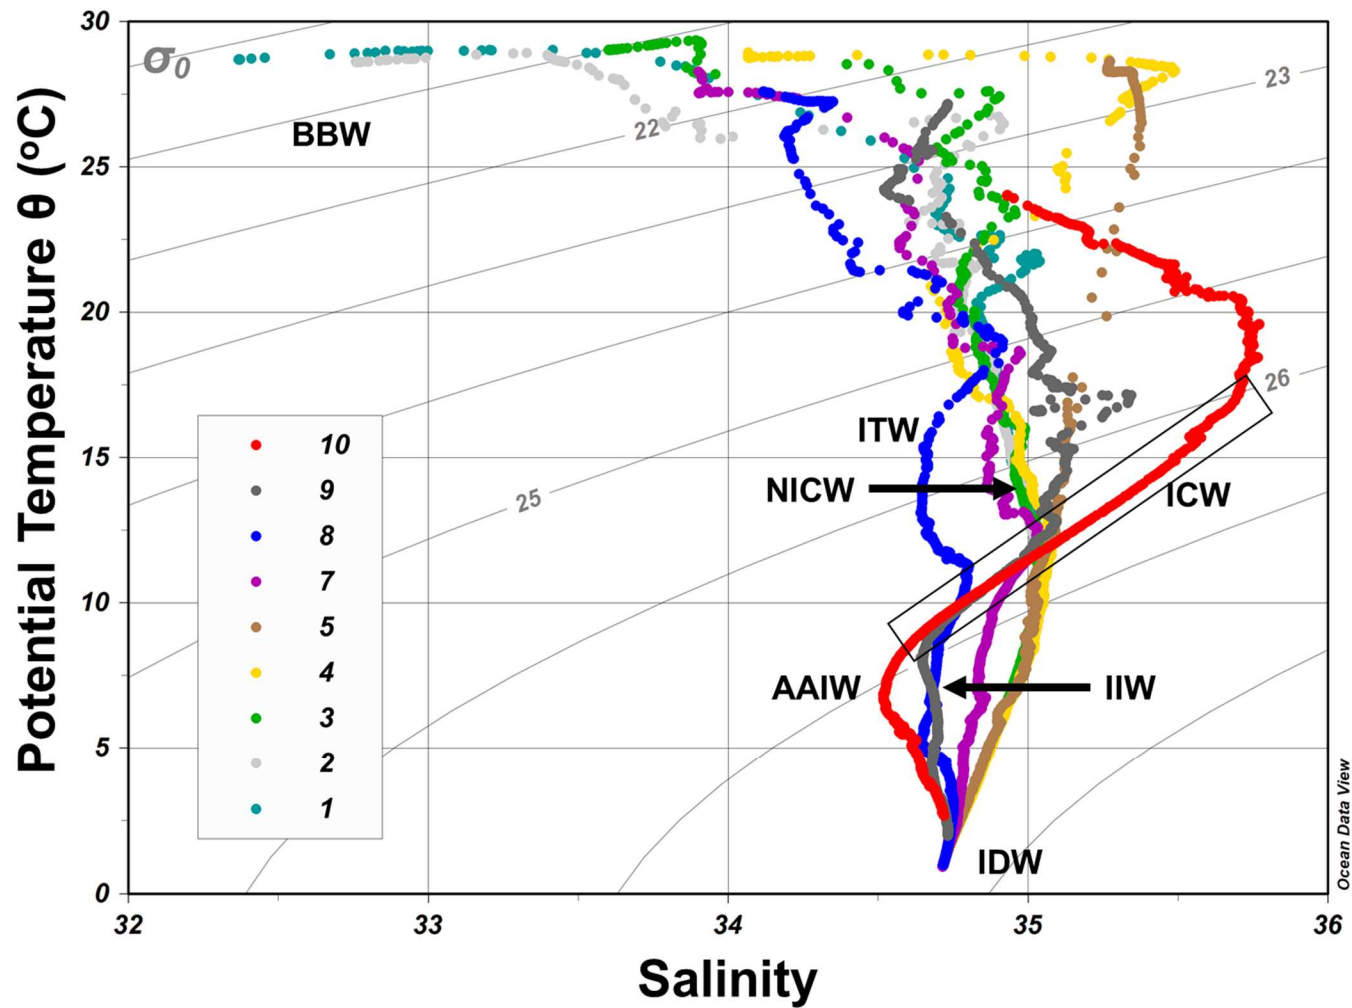 30
25
20
15
10
5
0
Potential Temperature θ (oC)
σ0
BBW
22
23
25
26
ITW
NICW
ICW
AAIW
IIW
IDW
10
9
8
7
5
4
3
2
1
32
33
34
35
36
Salinity
Ocean Data View